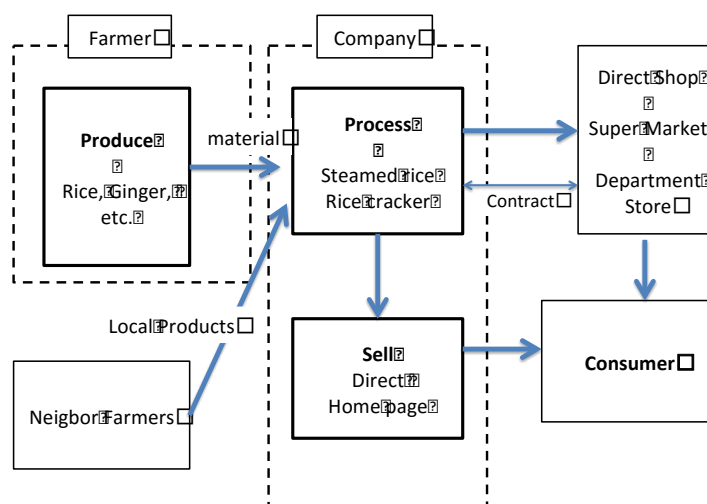 Farmer
Company
Produce
Rice, Ginger,
etc.
material
Process
Steamed rice
Rice cracker
Direct Shop
Super Market
Department
Store
Contract
Local Products
Neigbor Farmers
Sell
Direct
Home page
Consumer